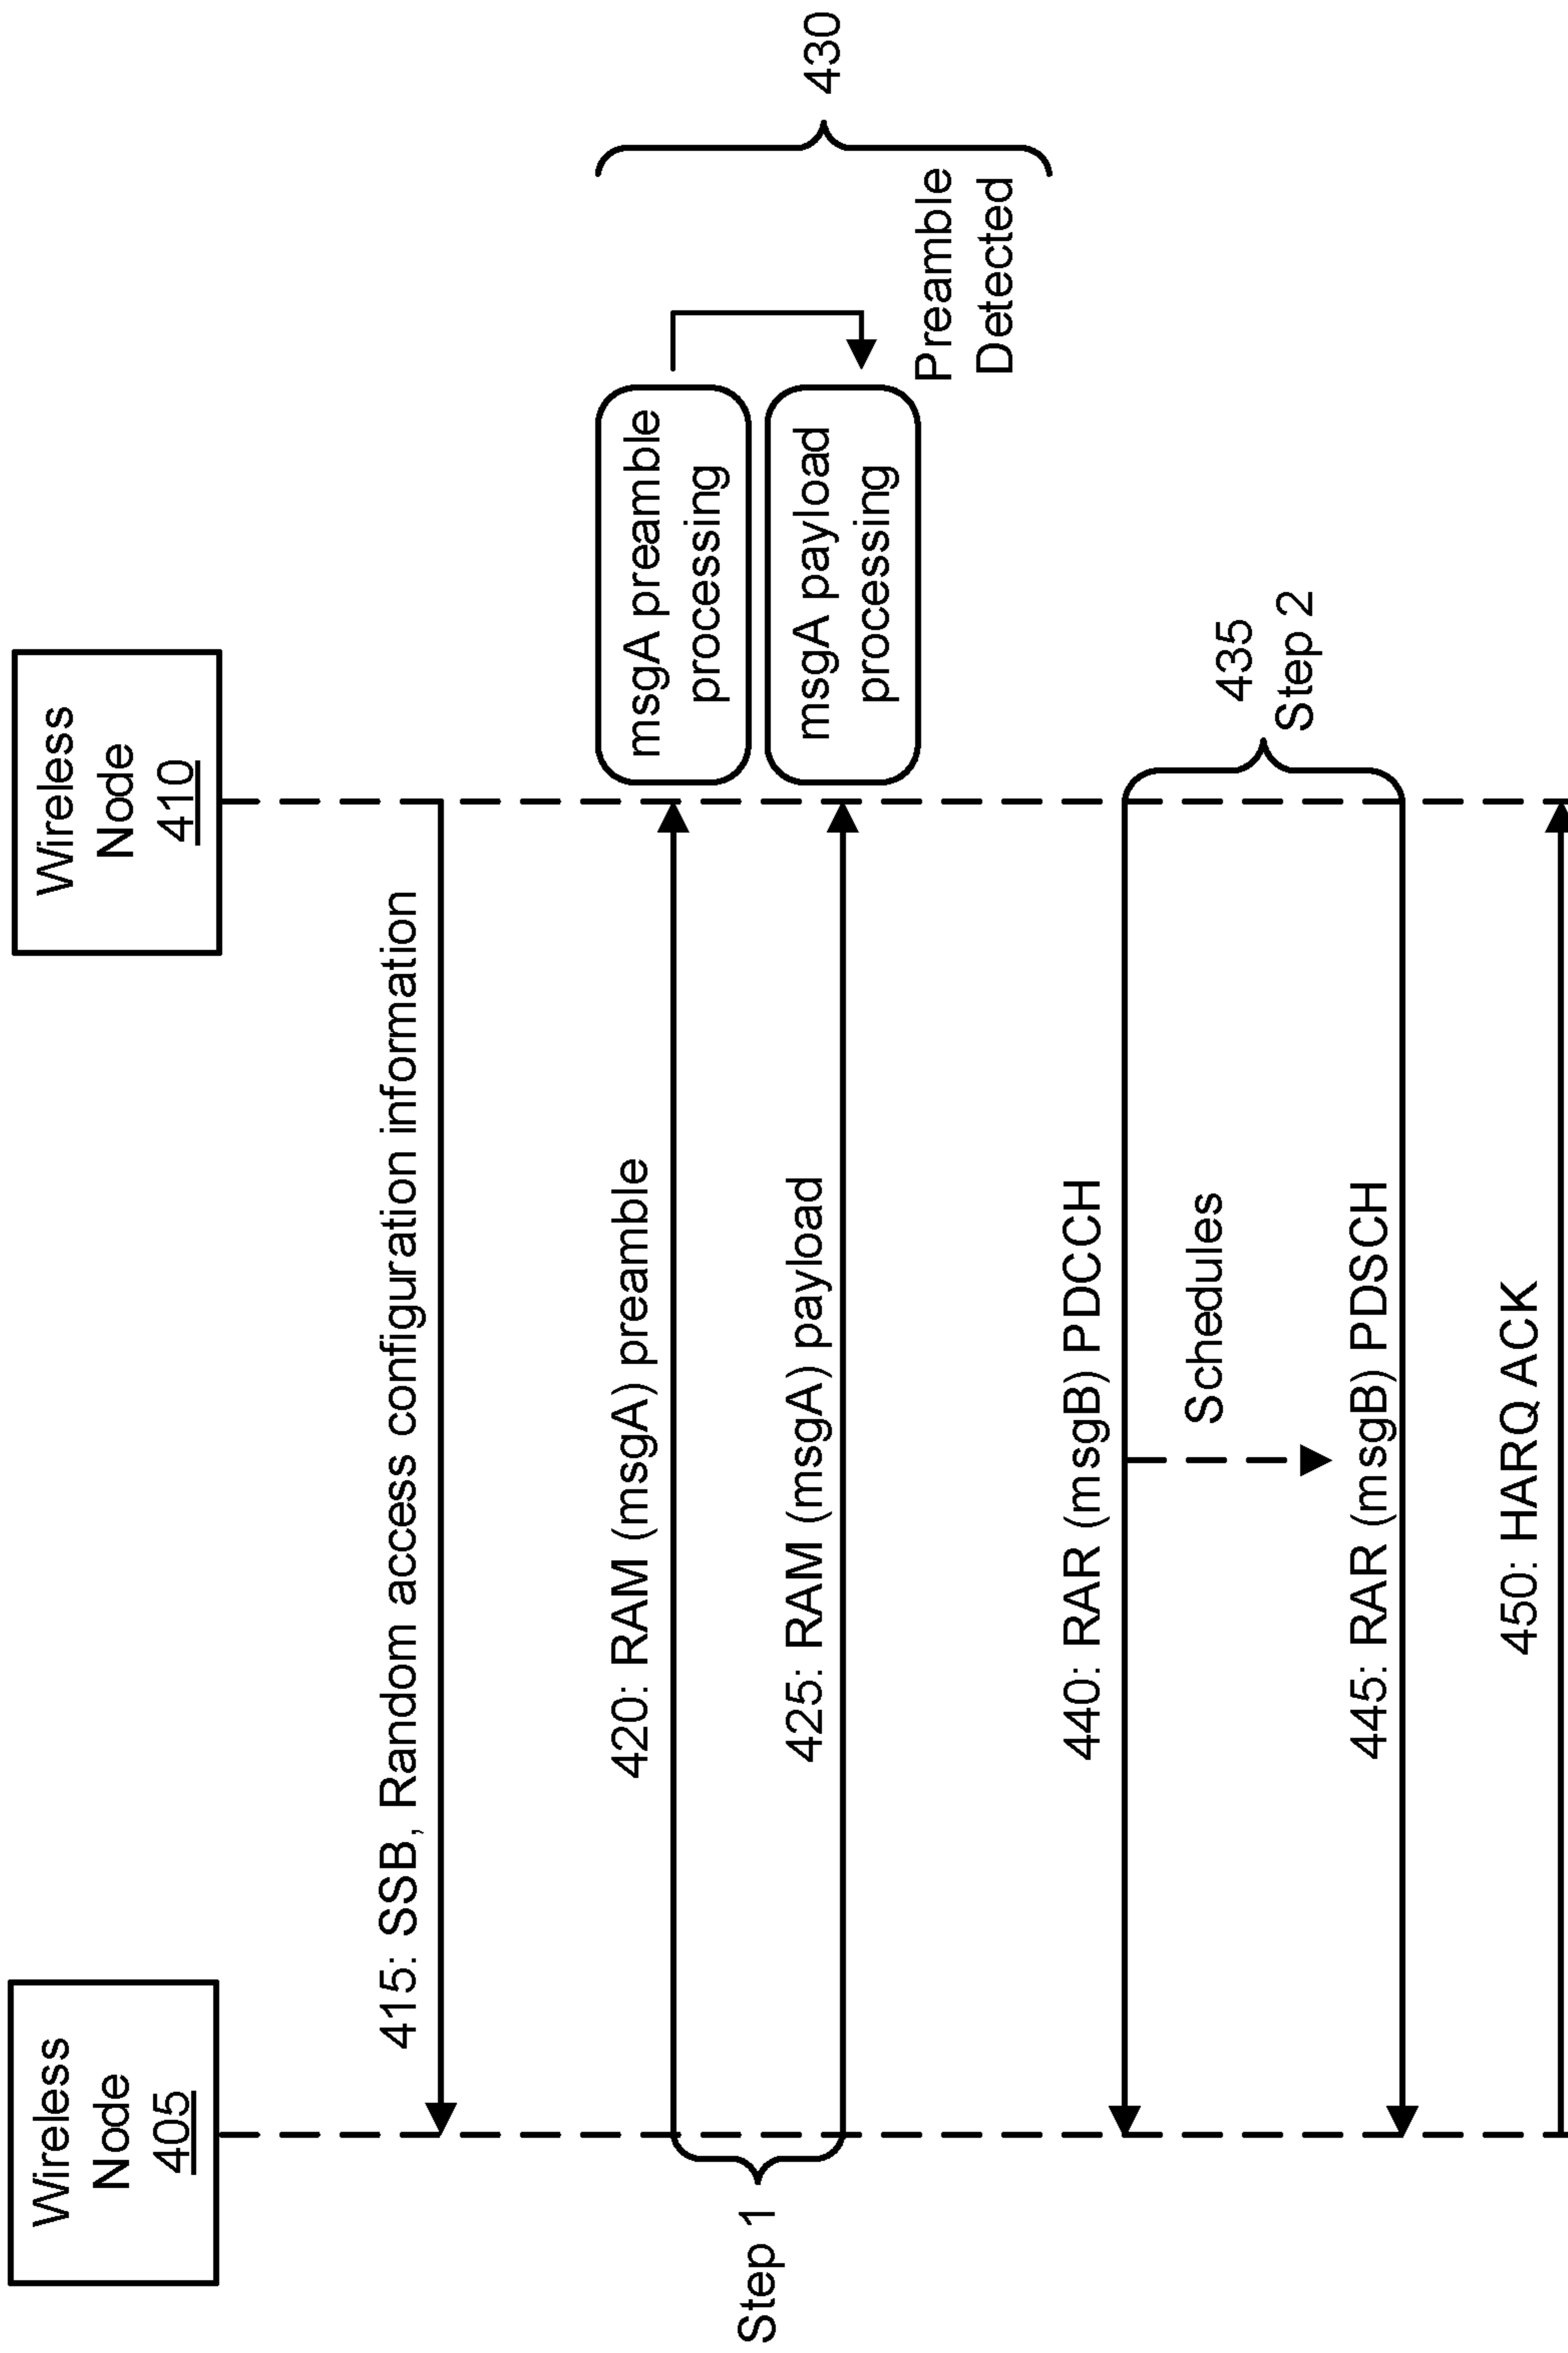 Wireless
Node
405
Wireless
Node
410
415: SSB, Random access configuration information
Step 1
420: RAM (msgA) preamble
425: RAM (msgA) payload
msgA preamble
processing
msgA payload
processing
Preamble
Detected
430
440: RAR (msgB) PDCCH
Schedules
445: RAR (msgB) PDSCH
435
Step 2
450: HARQ ACK